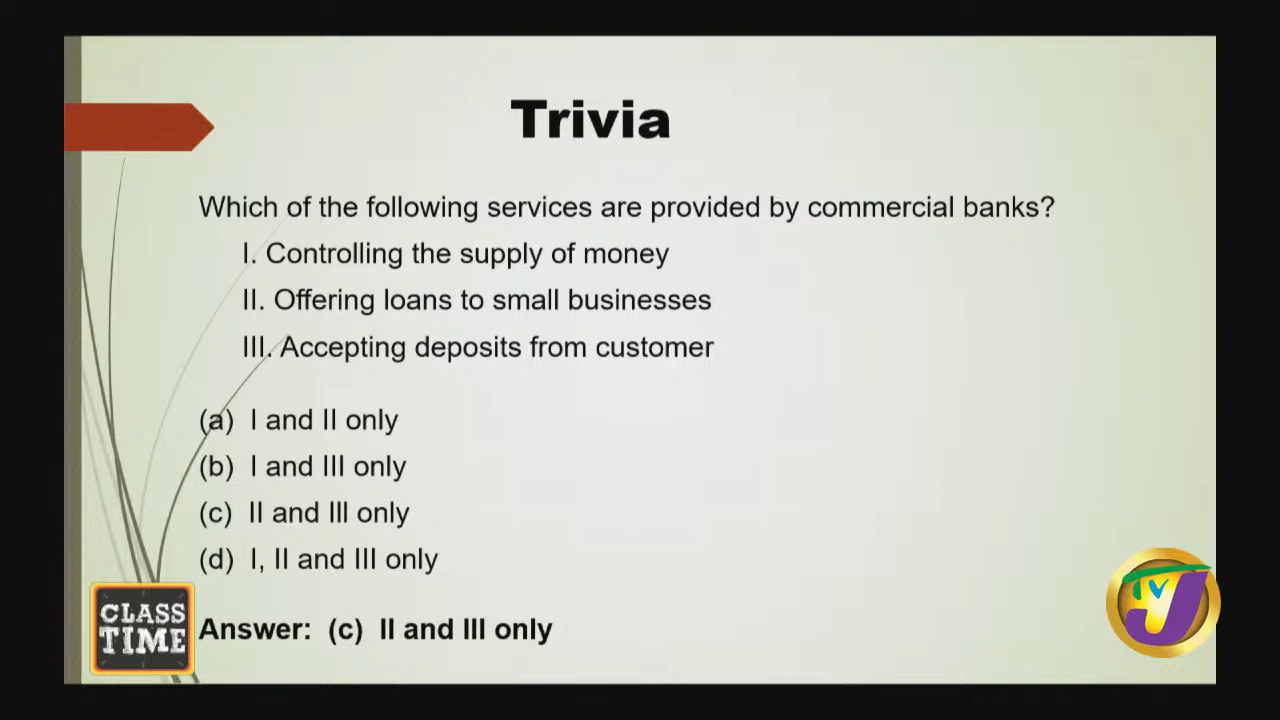 Trivia
Which of the following services are provided by commercial banks?
I. Controlling the supply of money
II. Offering loans to small businesses
III. Accepting deposits from customer
(a) I and II only
(b) I and III only
(c) II and III only
(d) I, II and III only
Answer: (c) II and III only
CLASS
TIME
TVJ